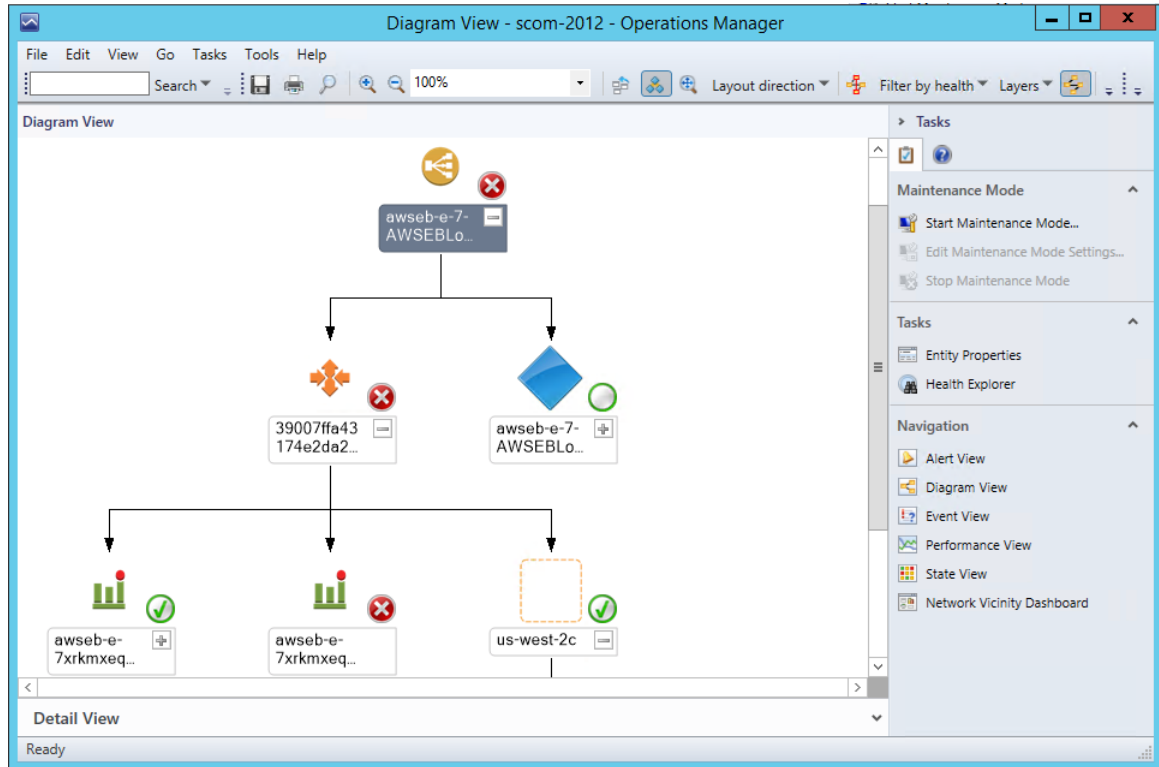 Diagram View - scom-2012 - Operations Manager
File Edit View Go Tasks Tools Help
Search 100% Layout direction Filter by health Layers
Diagram View
awseb-e-7-
AWSEBLo...
39007ffa43
174e2da2...
awseb-e-7-
AWSEBLo...
awseb-e-
7xrkmxeq...
awseb-e-
7xrkmxeq...
us-west-2c
Tasks
Maintenance Mode
Start Maintenance Mode...
Edit Maintenance Mode Settings...
Stop Maintenance Mode
Tasks
Entity Properties
Health Explorer
Navigation
Alert View
Diagram View
Event View
Performance View
State View
Network Vicinity Dashboard
Detail View
Ready